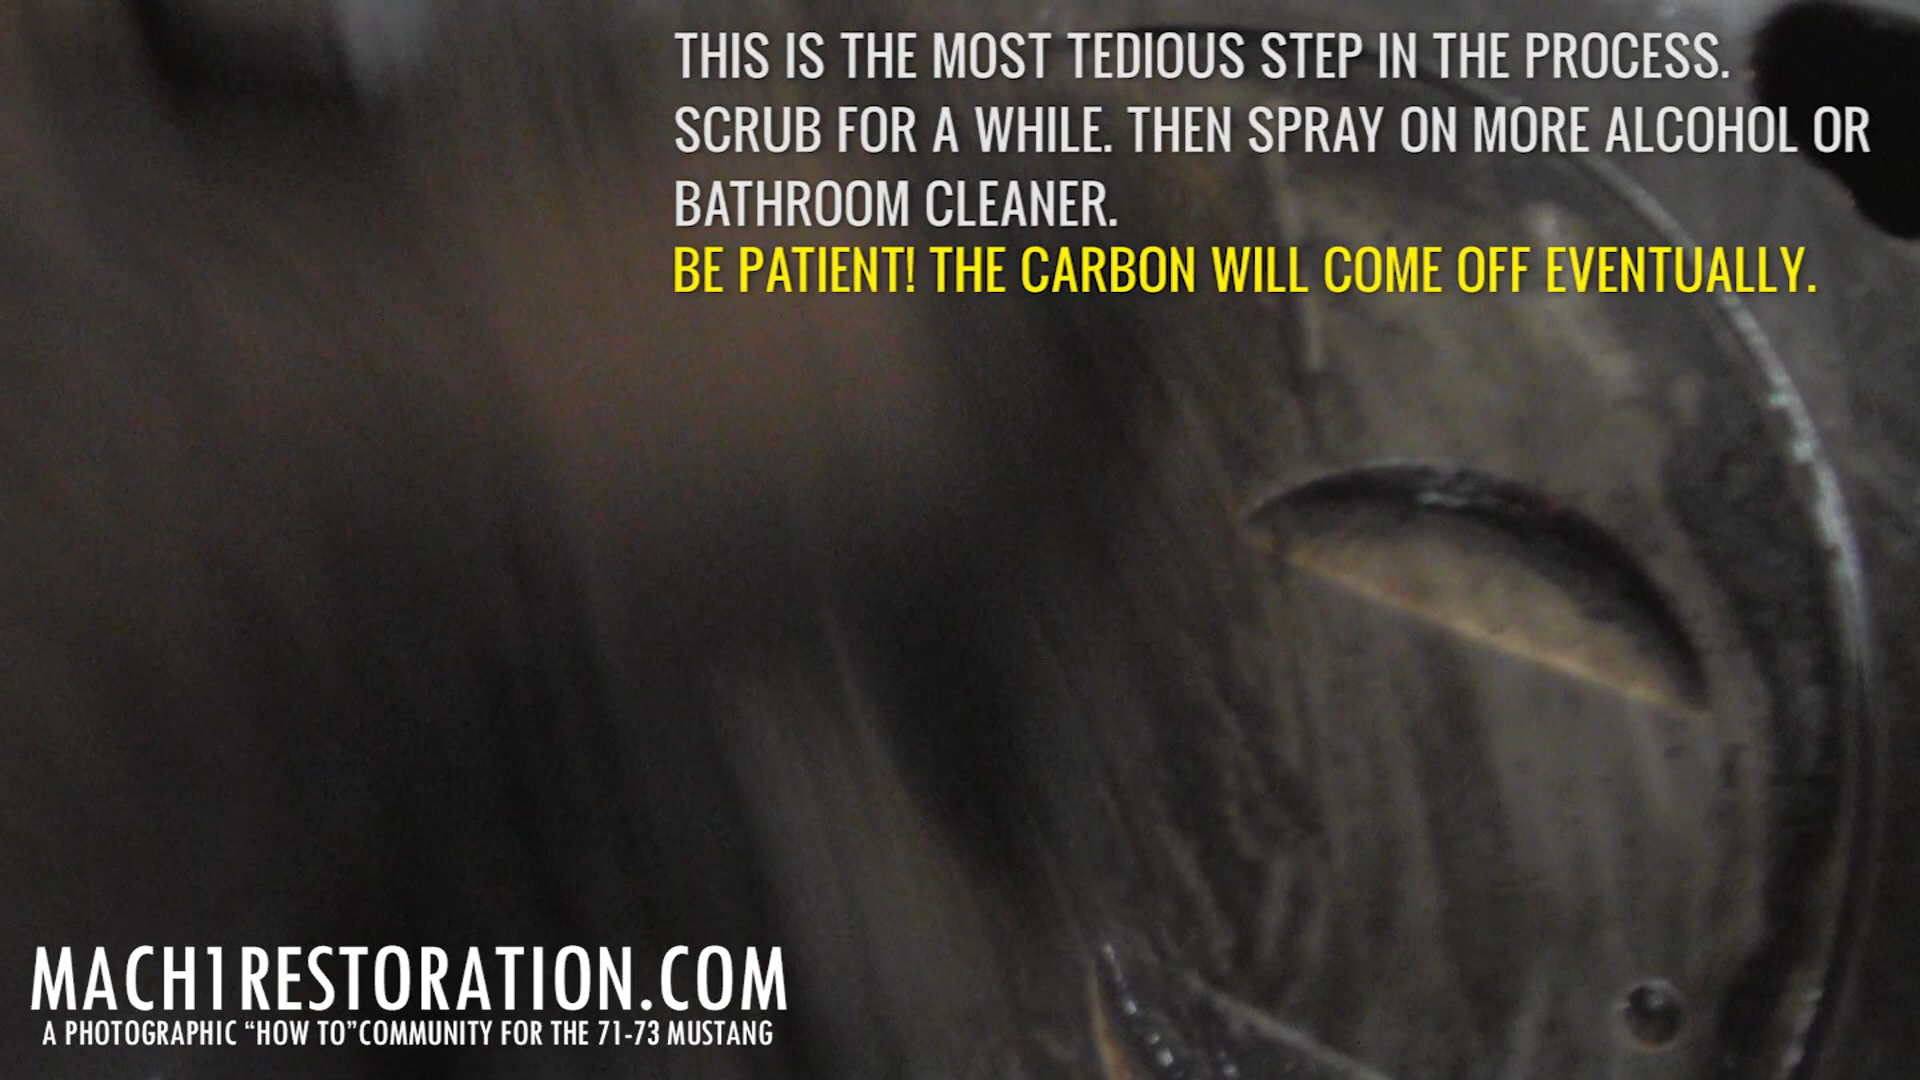 THIS IS THE MOST TEDIOUS STEP IN THE PROCESS.
SCRUB FOR A WHILE. THEN SPRAY ON MORE ALCOHOL OR
BATHROOM CLEANER.
BE PATIENT! THE CARBON WILL COME OFF EVENTUALLY.
MACH1RESTORATION.COM
A PHOTOGRAPHIC “HOW TO”COMMUNITY FOR THE 71-73 MUSTANG